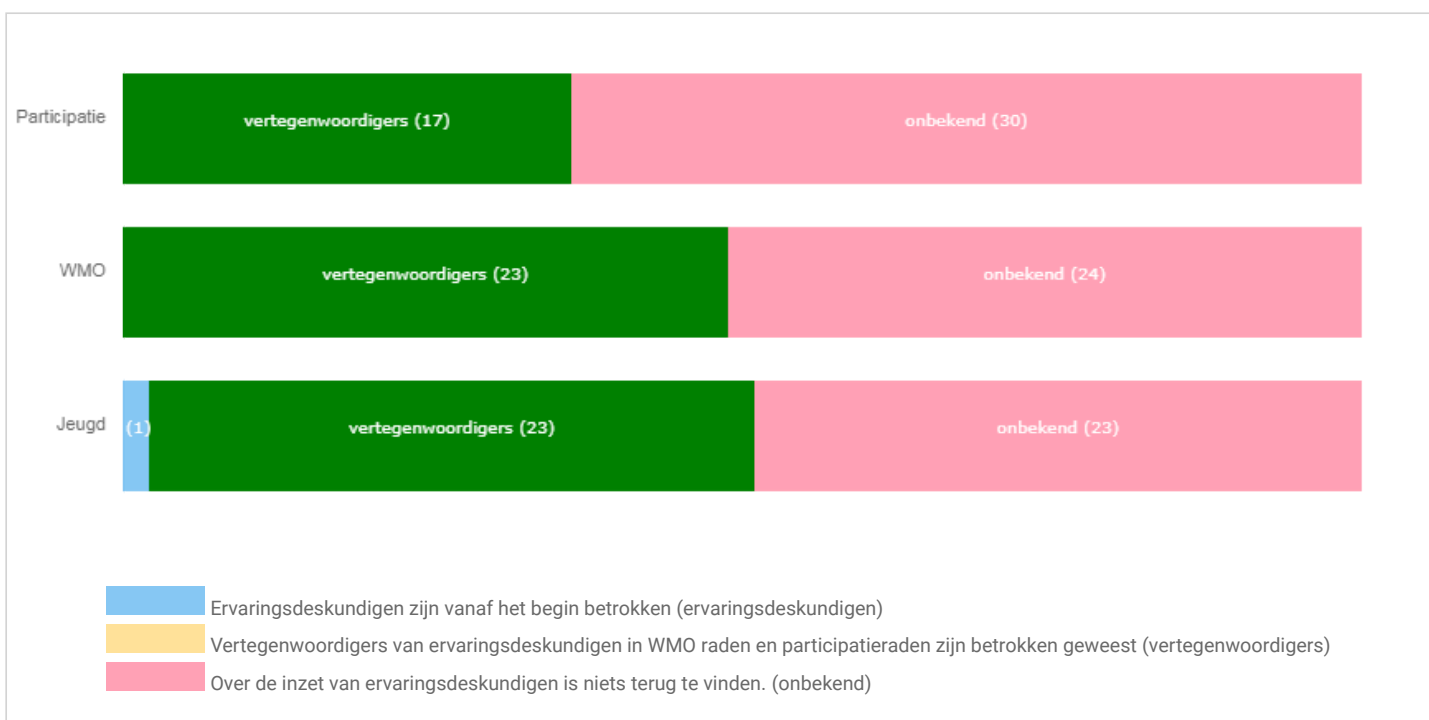 Participatie
vertegenwoordigers (17)
onbekend (30)
WMO
vertegenwoordigers (23)
onbekend (24)
Jeugd
(1)
vertegenwoordigers (23)
onbekend (23)
Ervaringsdeskundigen zijn vanaf het begin betrokken (ervaringsdeskundigen)
Vertegenwoordigers van ervaringsdeskundigen in WMO raden en participatieraden zijn betrokken geweest (vertegenwoordigers)
Over de inzet van ervaringsdeskundigen is niets terug te vinden. (onbekend)